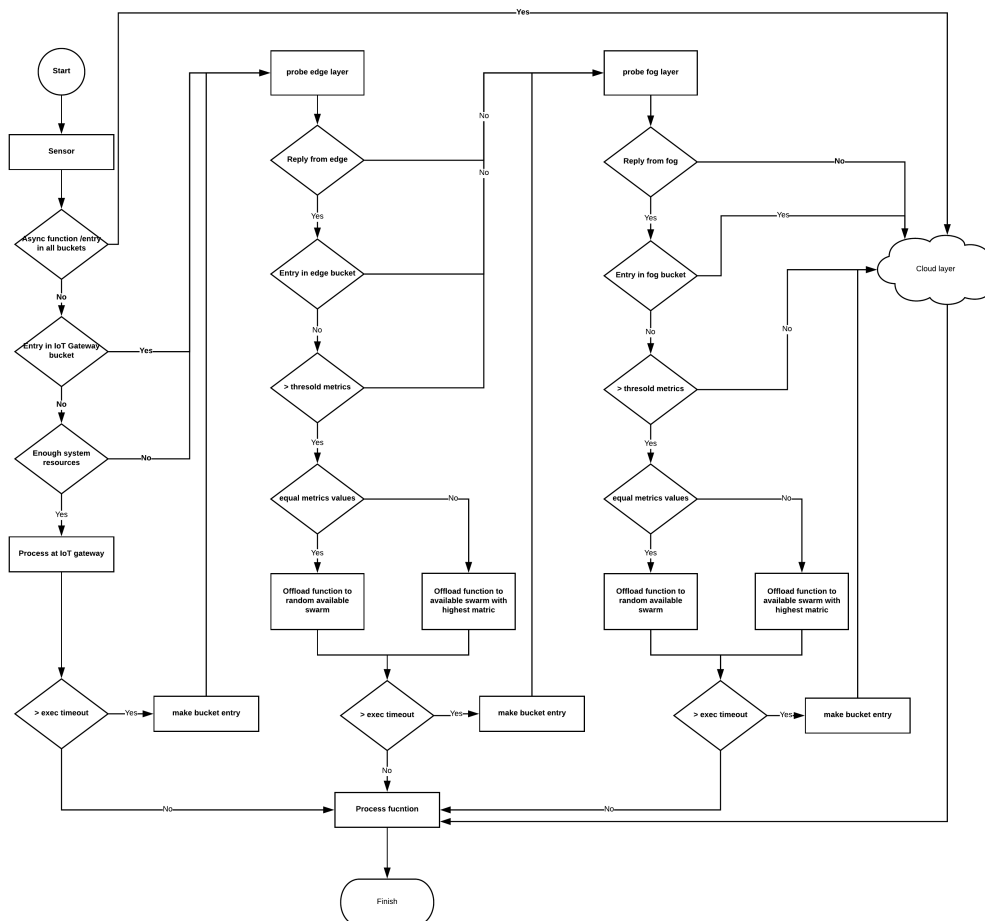 Yes
Start
probe edge layer
probe fog layer
No
Sensor
Reply from edge
Reply from fog
No
No
Yes
Yes
Yes
Async function /entry
in all buckets
Entry in edge bucket
Entry in fog bucket
Cloud layer
No
No
No
No
Entry in IoT Gateway
bucket
Yes
> thresold metrics
> thresold metrics
No
Yes
Yes
Enough system
resources
No
equal metrics values
No
equal metrics values
No
Yes
Yes
Yes
Process at IoT gateway
Offload function to
random available
swarm
Offload function to
available swarm with
highest matric
Offload function to
random available
swarm
Offload function to
available swarm with
highest matric
> exec timeout
Yes
make bucket entry
> exec timeout
Yes
make bucket entry
> exec timeout
Yes
make bucket entry
No
No
Process fucntion
No
Finish